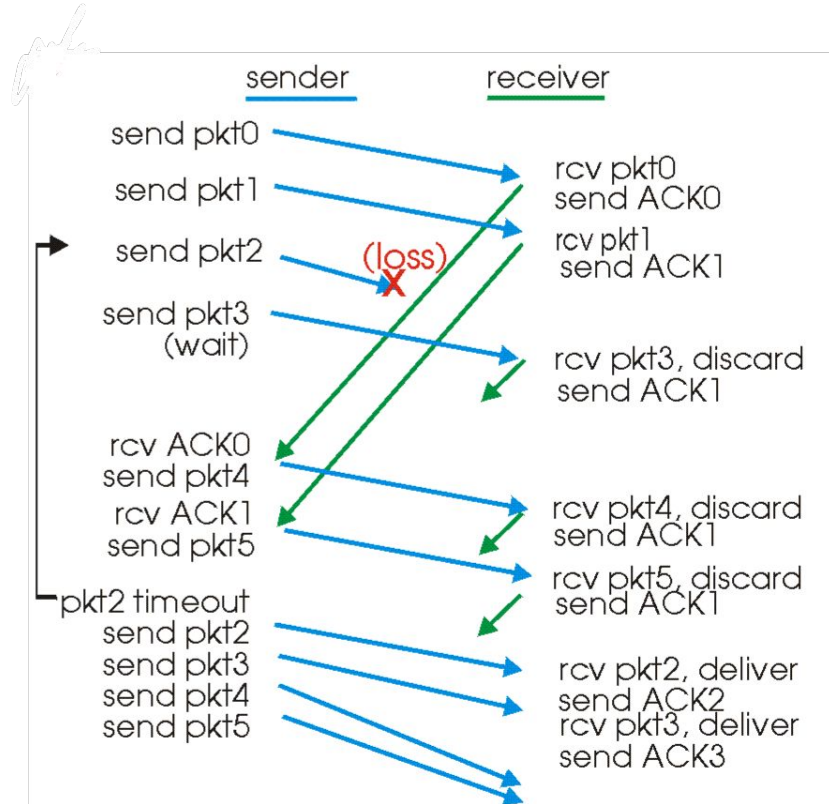 sender
receiver
send pkt0
send pkt1
send pkt2
send pkt3
(wait)
(loss)
X
rcv pkt0
send ACK0
rcv pkt1
send ACK1
rcv pkt3, discard
send ACK1
rcv ACK0
send pkt4
rcv ACK1
send pkt5
rcv pkt4, discard
send ACK1
rcv pkt5, discard
send ACK1
pkt2 timeout
send pkt2
send pkt3
send pkt4
send pkt5
rcv pkt2, deliver
send ACK2
rcv pkt3, deliver
send ACK3